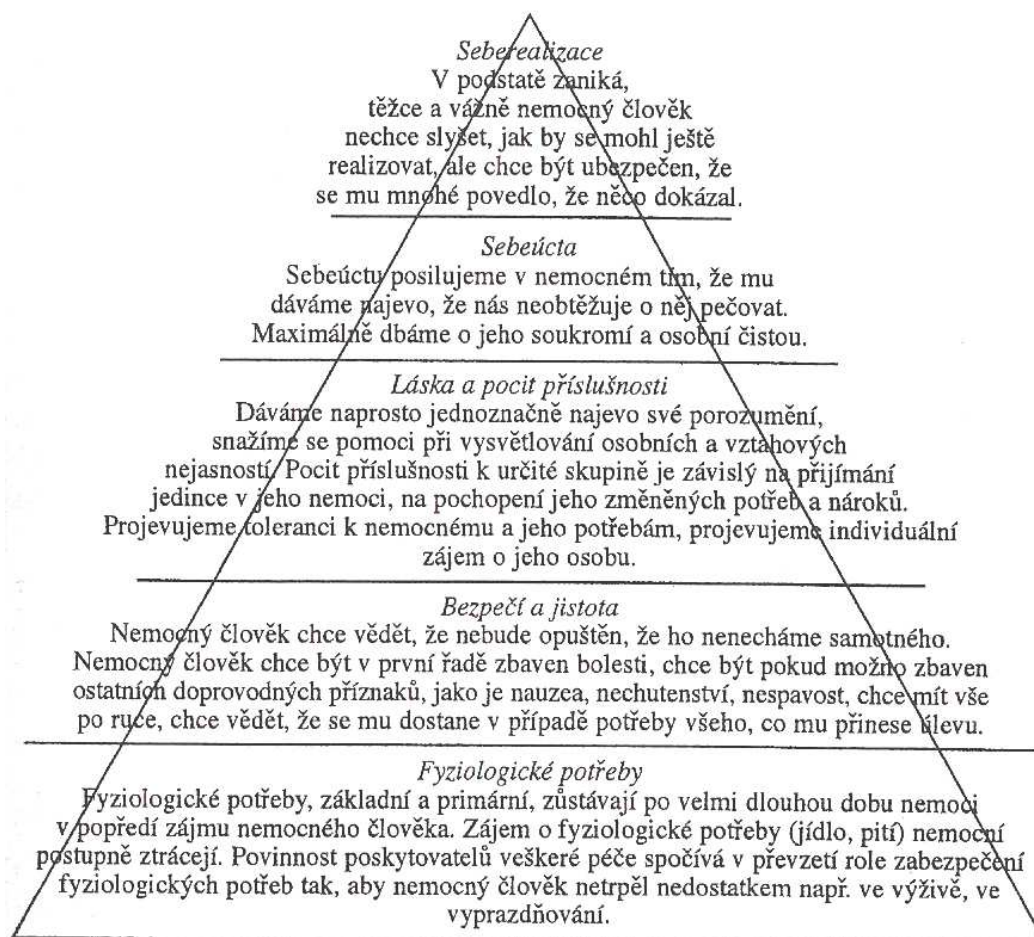 Seberealizace
V podstatě zaniká,
těžce a vážně nemocný člověk
nechce slyšet, jak by se mohl ještě
realizovat, ale chce být ubezpečen, že
se mu mnohé povedlo, že něco dokázal.
Sebeúcta
Sebeúctu posilujeme v nemocném tím, že mu
dáváme najevo, že nás neobtěžuje o něj pečovat.
Maximálně dbáme o jeho soukromí a osobní čistou.
Láska a pocit příslušnosti
Dáváme naprosto jednoznačně najevo své porozumění,
snažíme se pomoci při vysvětlování osobních a vztahových
nejasností. Pocit příslušnosti k určité skupině je závislý na přijímání
jedince v jeho nemoci, na pochopení jeho změněných potřeb a nároků.
Projevujeme toleranci k nemocnému a jeho potřebám, projevujeme individuální
zájem o jeho osobu.
Bezpečí a jistota
Nemocný člověk chce vědět, že nebude opuštěn, že ho nenecháme samotného.
Nemocný člověk chce být v první řadě zbaven bolesti, chce být pokud možno zbaven
ostatních doprovodných příznaků, jako je nauzea, nechutenství, nespavost, chce mít vše
po ruce, chce vědět, že se mu dostane v případě potřeby všeho, co mu přinese úlevu.
Fyziologické potřeby
Fyziologické potřeby, základní a primární, zůstávají po velmi dlouhou dobu nemoci
v popředí zájmu nemocného člověka. Zájem o fyziologické potřeby (jídlo, pití) nemocní
postupně ztrácejí. Povinnost poskytovatelů veškeré péče spočívá v převzetí role zabezpečení
fyziologických potřeb tak, aby nemocný člověk netrpěl nedostatkem např. ve výživě, ve
vyprazdňování.